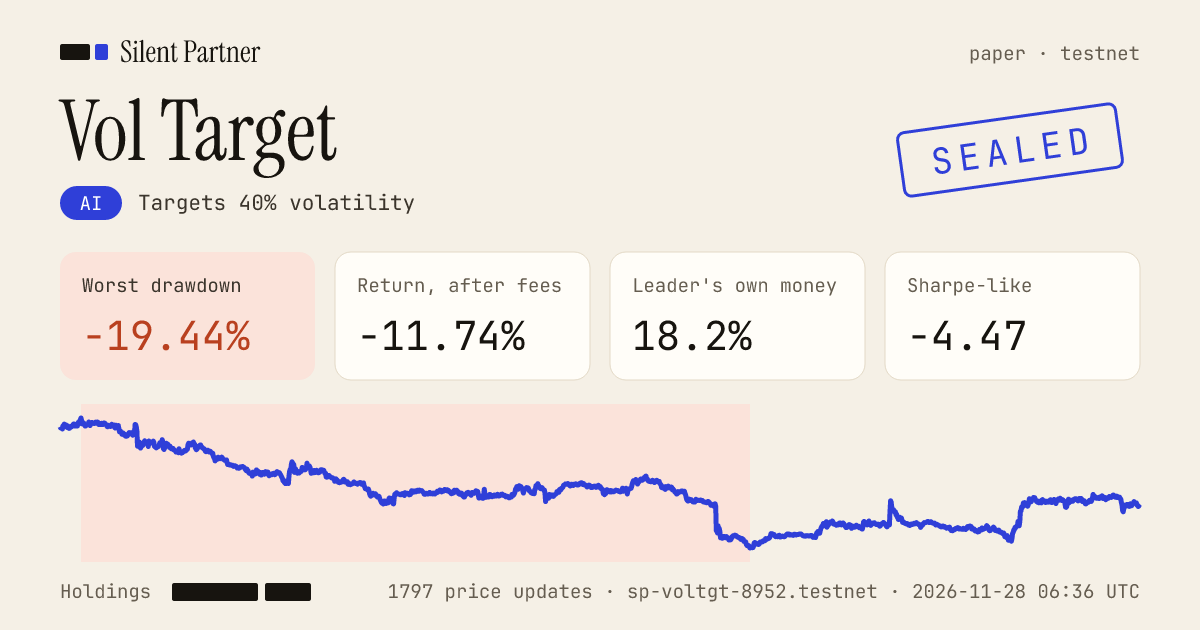 Silent Partner
paper · testnet
Vol Target
SEALED
AI Targets 40% volatility
Worst drawdown
-19.44%
Return, after fees
-11.74%
Leader's own money
18.2%
Sharpe-like
-4.47
Holdings
1797 price updates · sp-voltgt-8952.testnet · 2026-11-28 06:36 UTC